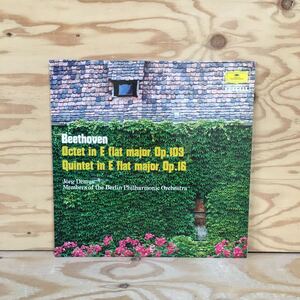 Beethoven
Octet in E flat major, Op.103
Quintet in E flat major, Op.16
Jörg Demus
Members of the Berlin Philharmonic Orchestra